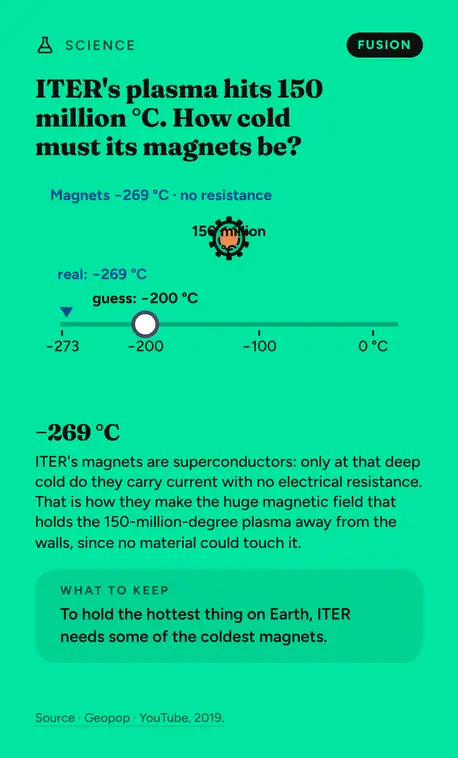 SCIENCE
FUSION
ITER's plasma hits 150
million °C. How cold
must its magnets be?
Magnets −269 °C · no resistance
150 million
°C
real: −269 °C
guess: −200 °C
−273 −200 −100 0 °C
−269 °C
ITER's magnets are superconductors: only at that deep
cold do they carry current with no electrical resistance.
That is how they make the huge magnetic field that
holds the 150-million-degree plasma away from the
walls, since no material could touch it.
WHAT TO KEEP
To hold the hottest thing on Earth, ITER
needs some of the coldest magnets.
Source · Geopop · YouTube, 2019.